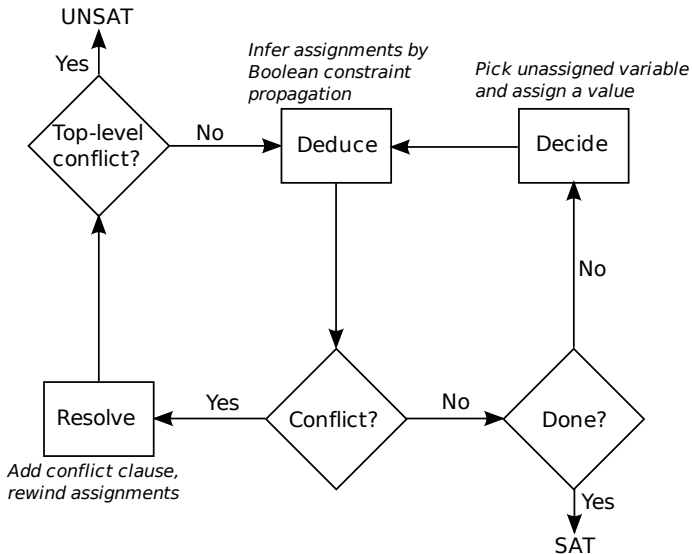 UNSAT
Yes
Infer assignments by
Boolean constraint
propagation
Pick unassigned variable
and assign a value
Top-level
conflict?
No
Deduce
Decide
No
Resolve
Yes
Conflict?
No
Done?
Add conflict clause,
rewind assignments
Yes
SAT